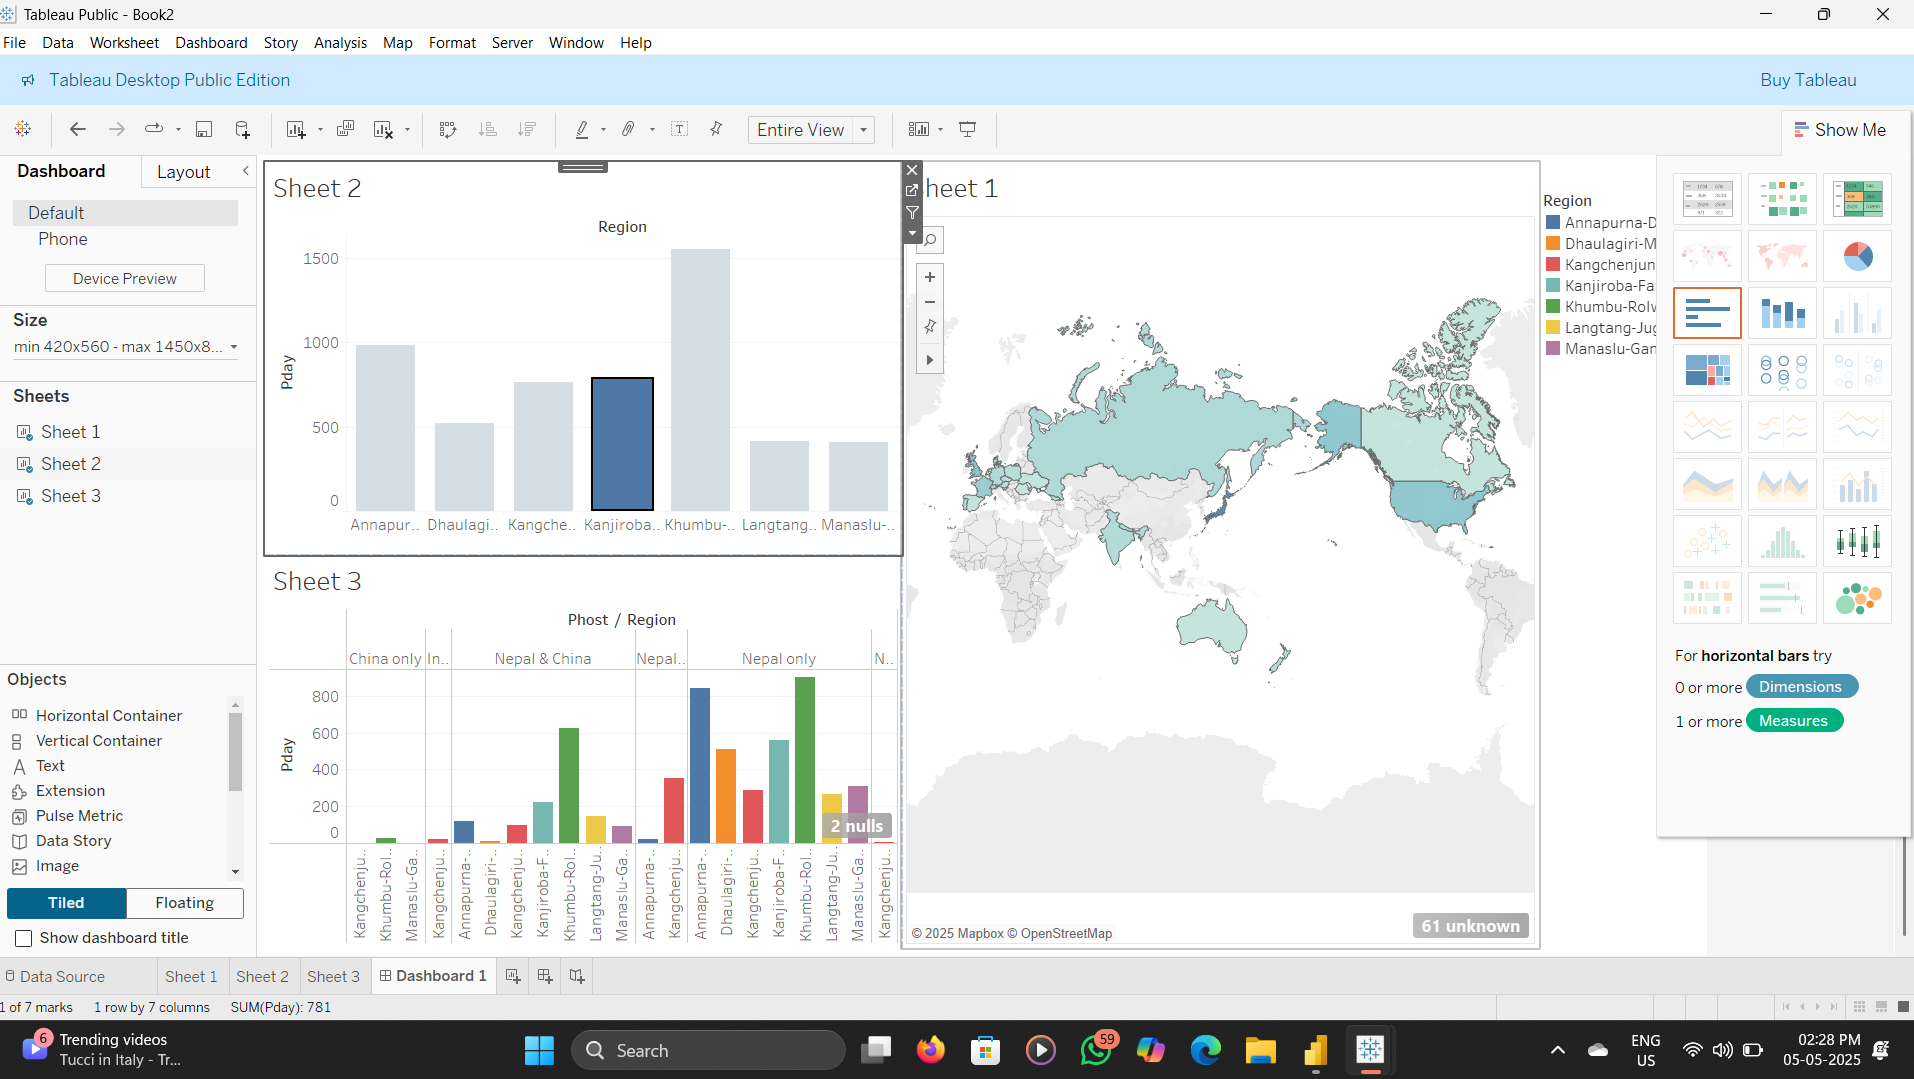 Tableau Public - Book2
File Data Worksheet Dashboard Story Analysis Map Format Server Window Help
Tableau Desktop Public Edition
Buy Tableau
Entire View
Show Me
Dashboard
Layout
Default
Phone
Device Preview
Size
min 420x560 - max 1450x8...
Sheets
Sheet 1
Sheet 2
Sheet 3
Objects
Horizontal Container
Vertical Container
Text
Extension
Pulse Metric
Data Story
Image
Tiled
Floating
Show dashboard title
Sheet 2
Region
1500
1000
500
0
Pday
Annapur.. Dhaulagi.. Kangche.. Kanjiroba.. Khumbu-.. Langtang.. Manaslu-..
Sheet 3
Phost / Region
China only In.. Nepal & China Nepal.. Nepal only N..
800
600
400
200
0
Pday
2 nulls
Kangchenju..
Khumbu-Rol..
Manaslu-Ga..
Kangchenju..
Annapurna-..
Dhaulagiri-..
Kangchenju..
Kanjiroba-F..
Khumbu-Rol..
Langtang-Ju..
Manaslu-Ga..
Annapurna-..
Kangchenju..
Annapurna-..
Dhaulagiri-..
Kangchenju..
Kanjiroba-F..
Khumbu-Rol..
Langtang-Ju..
Manaslu-Ga..
Kangchenju..
heet 1
© 2025 Mapbox © OpenStreetMap
61 unknown
Region
Annapurna-D
Dhaulagiri-M
Kangchenjun
Kanjiroba-Fa
Khumbu-Rolw
Langtang-Jug
Manaslu-Gan
For horizontal bars try
0 or more Dimensions
1 or more Measures
Data Source Sheet 1 Sheet 2 Sheet 3 Dashboard 1
1 of 7 marks 1 row by 7 columns SUM(Pday): 781
6
Trending videos
Tucci in Italy - Tr...
Search
59
ENG
US
02:28 PM
05-05-2025